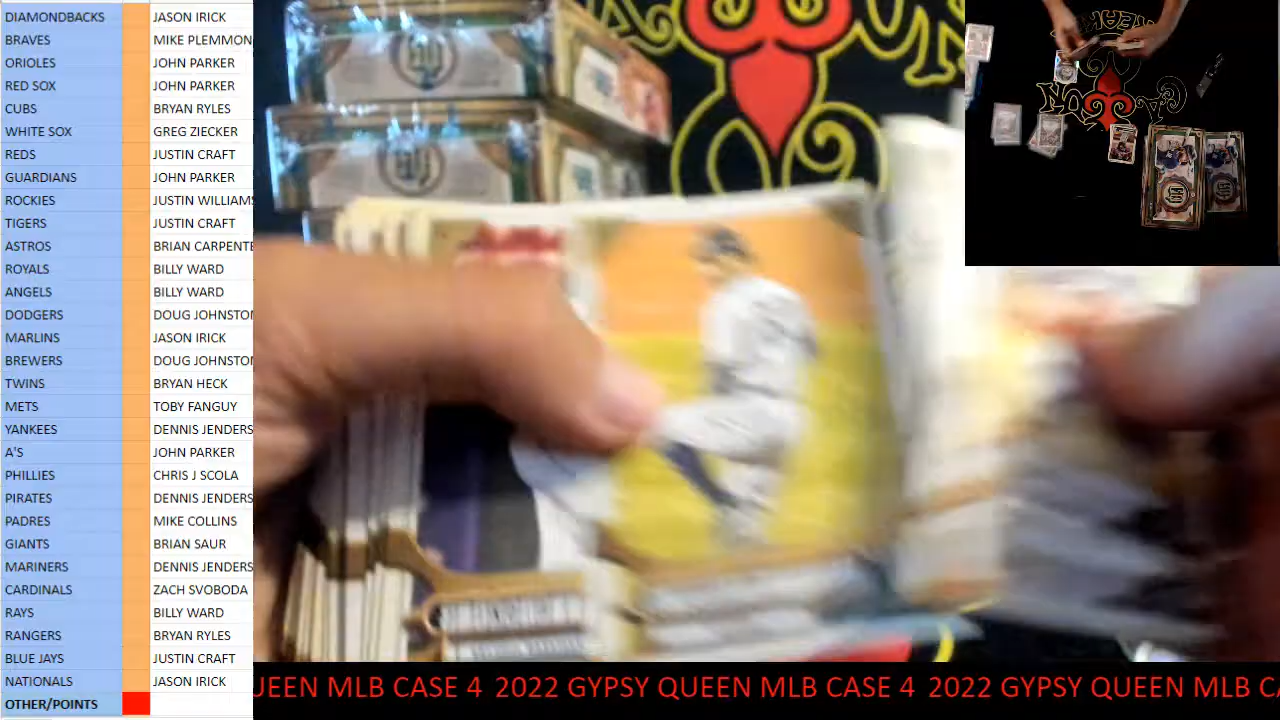 DIAMONDBACKS JASON IRICK
BRAVES MIKE PLEMMON
ORIOLES JOHN PARKER
RED SOX JOHN PARKER
CUBS BRYAN RYLES
WHITE SOX GREG ZIECKER
REDS JUSTIN CRAFT
GUARDIANS JOHN PARKER
ROCKIES JUSTIN WILLIAMS
TIGERS JUSTIN CRAFT
ASTROS BRIAN CARPENTE
ROYALS BILLY WARD
ANGELS BILLY WARD
DODGERS DOUG JOHNSTO
MARLINS JASON IRICK
BREWERS DOUG JOHNSTO
TWINS BRYAN HECK
METS TOBY FANGUY
YANKEES DENNIS JENDERS
A'S JOHN PARKER
PHILLIES CHRIS J SCOLA
PIRATES DENNIS JENDERS
PADRES MIKE COLLINS
GIANTS BRIAN SAUR
MARINERS DENNIS JENDERS
CARDINALS ZACH SVOBODA
RAYS BILLY WARD
RANGERS BRYAN RYLES
BLUE JAYS JUSTIN CRAFT
NATIONALS JASON IRICK
OTHER/POINTS
UEEN MLB CASE 4 2022 GYPSY QUEEN MLB CASE 4 2022 GYPSY QUEEN MLB CA